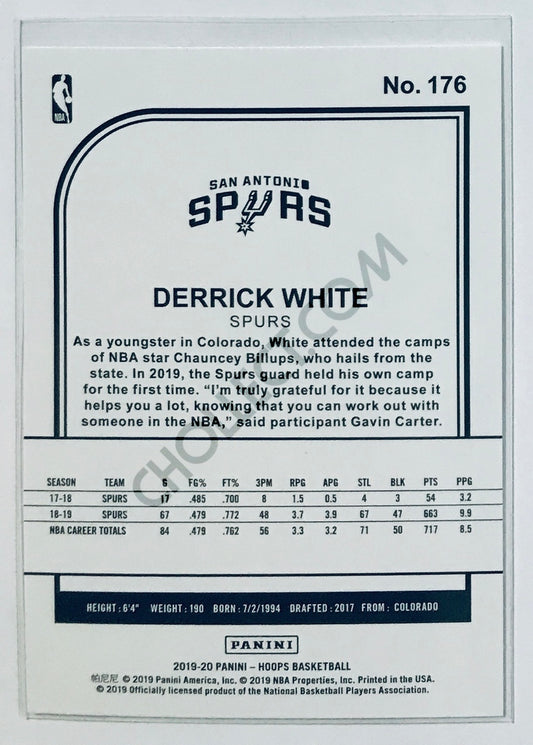 NBA
No. 176
SAN ANTONIO
SPURS
DERRICK WHITE
SPURS
As a youngster in Colorado, White attended the camps
of NBA star Chauncey Billups, who hails from the
state. In 2019, the Spurs guard held his own camp
for the first time. “I’m truly grateful for it because it
helps you a lot, knowing that you can work out with
someone in the NBA,” said participant Gavin Carter.
CHOLLECT.COM
SEASON TEAM G FG% FT% 3PM RPG APG STL BLK PTS PPG
17-18 SPURS 17 .485 .700 8 1.5 0.5 4 3 54 3.2
18-19 SPURS 67 .479 .772 48 3.7 3.9 67 47 663 9.9
NBA CAREER TOTALS 84 .479 .762 56 3.3 3.2 71 50 717 8.5
HEIGHT: 6'4" WEIGHT: 190 BORN: 7/2/1994 DRAFTED: 2017 FROM: COLORADO
PANINI
2019-20 PANINI – HOOPS BASKETBALL
帕尼尼 © 2019 Panini America, Inc. © 2019 NBA Properties, Inc. Printed in the USA.
© 2019 Officially licensed product of the National Basketball Players Association.